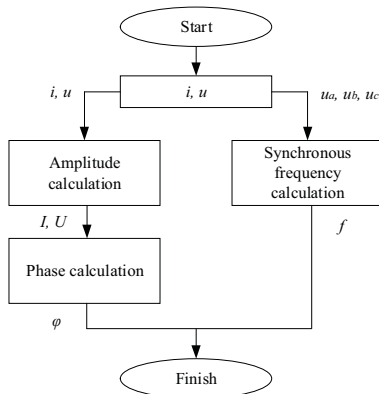 Start
i, u
i, u
ua, ub, uc
Amplitude
calculation
Synchronous
frequency
calculation
I, U
f
Phase calculation
φ
Finish